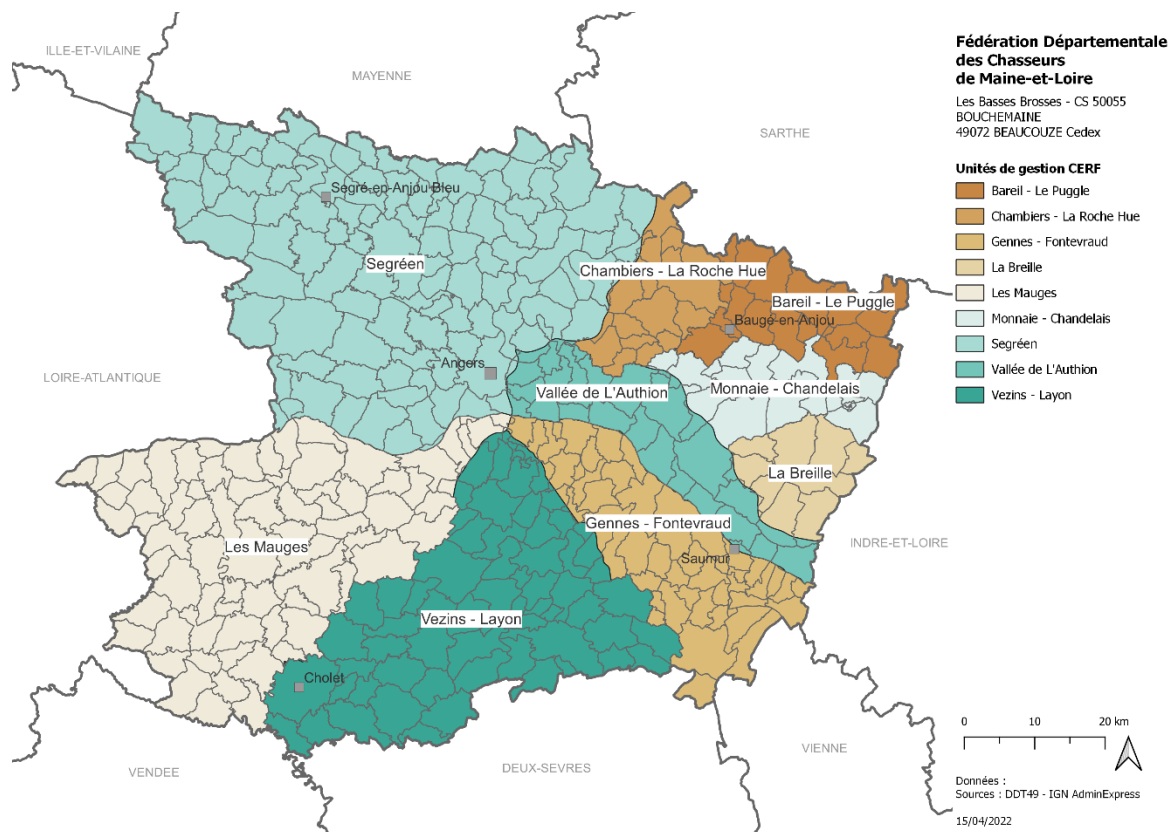 ILLE-ET-VILAINE
MAYENNE
SARTHE
LOIRE-ATLANTIQUE
INDRE-ET-LOIRE
VENDEE
DEUX-SEVRES
VIENNE
Segré-en-Anjou Bleu
Segréen
Chambiers - La Roche Hue
Bareil - Le Puggle
Baugé-en-Anjou
Angers
Vallée de L'Authion
Monnaie - Chandelais
La Breille
Gennes - Fontevraud
Saumur
Les Mauges
Vezins - Layon
Cholet
Fédération Départementale
des Chasseurs
de Maine-et-Loire
Les Basses Brosses - CS 50055
BOUCHEMAINE
49072 BEAUCOUZE Cedex
Unités de gestion CERF
Bareil - Le Puggle
Chambiers - La Roche Hue
Gennes - Fontevraud
La Breille
Les Mauges
Monnaie - Chandelais
Segréen
Vallée de L'Authion
Vezins - Layon
0 10 20 km
Données :
Sources : DDT49 - IGN AdminExpress
15/04/2022